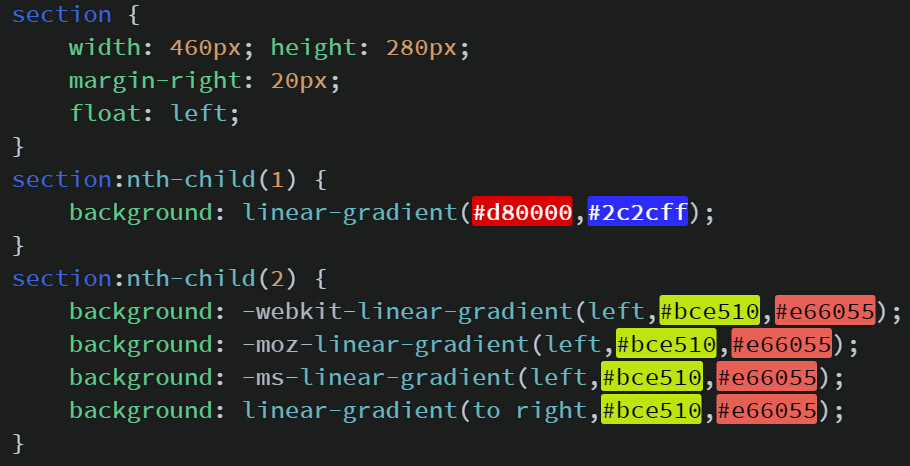 section {
    width: 460px; height: 280px;
    margin-right: 20px;
    float: left;
}
section:nth-child(1) {
    background: linear-gradient(#d80000,#2c2cff);
}
section:nth-child(2) {
    background: -webkit-linear-gradient(left,#bce510,#e66055);
    background: -moz-linear-gradient(left,#bce510,#e66055);
    background: -ms-linear-gradient(left,#bce510,#e66055);
    background: linear-gradient(to right,#bce510,#e66055);
}